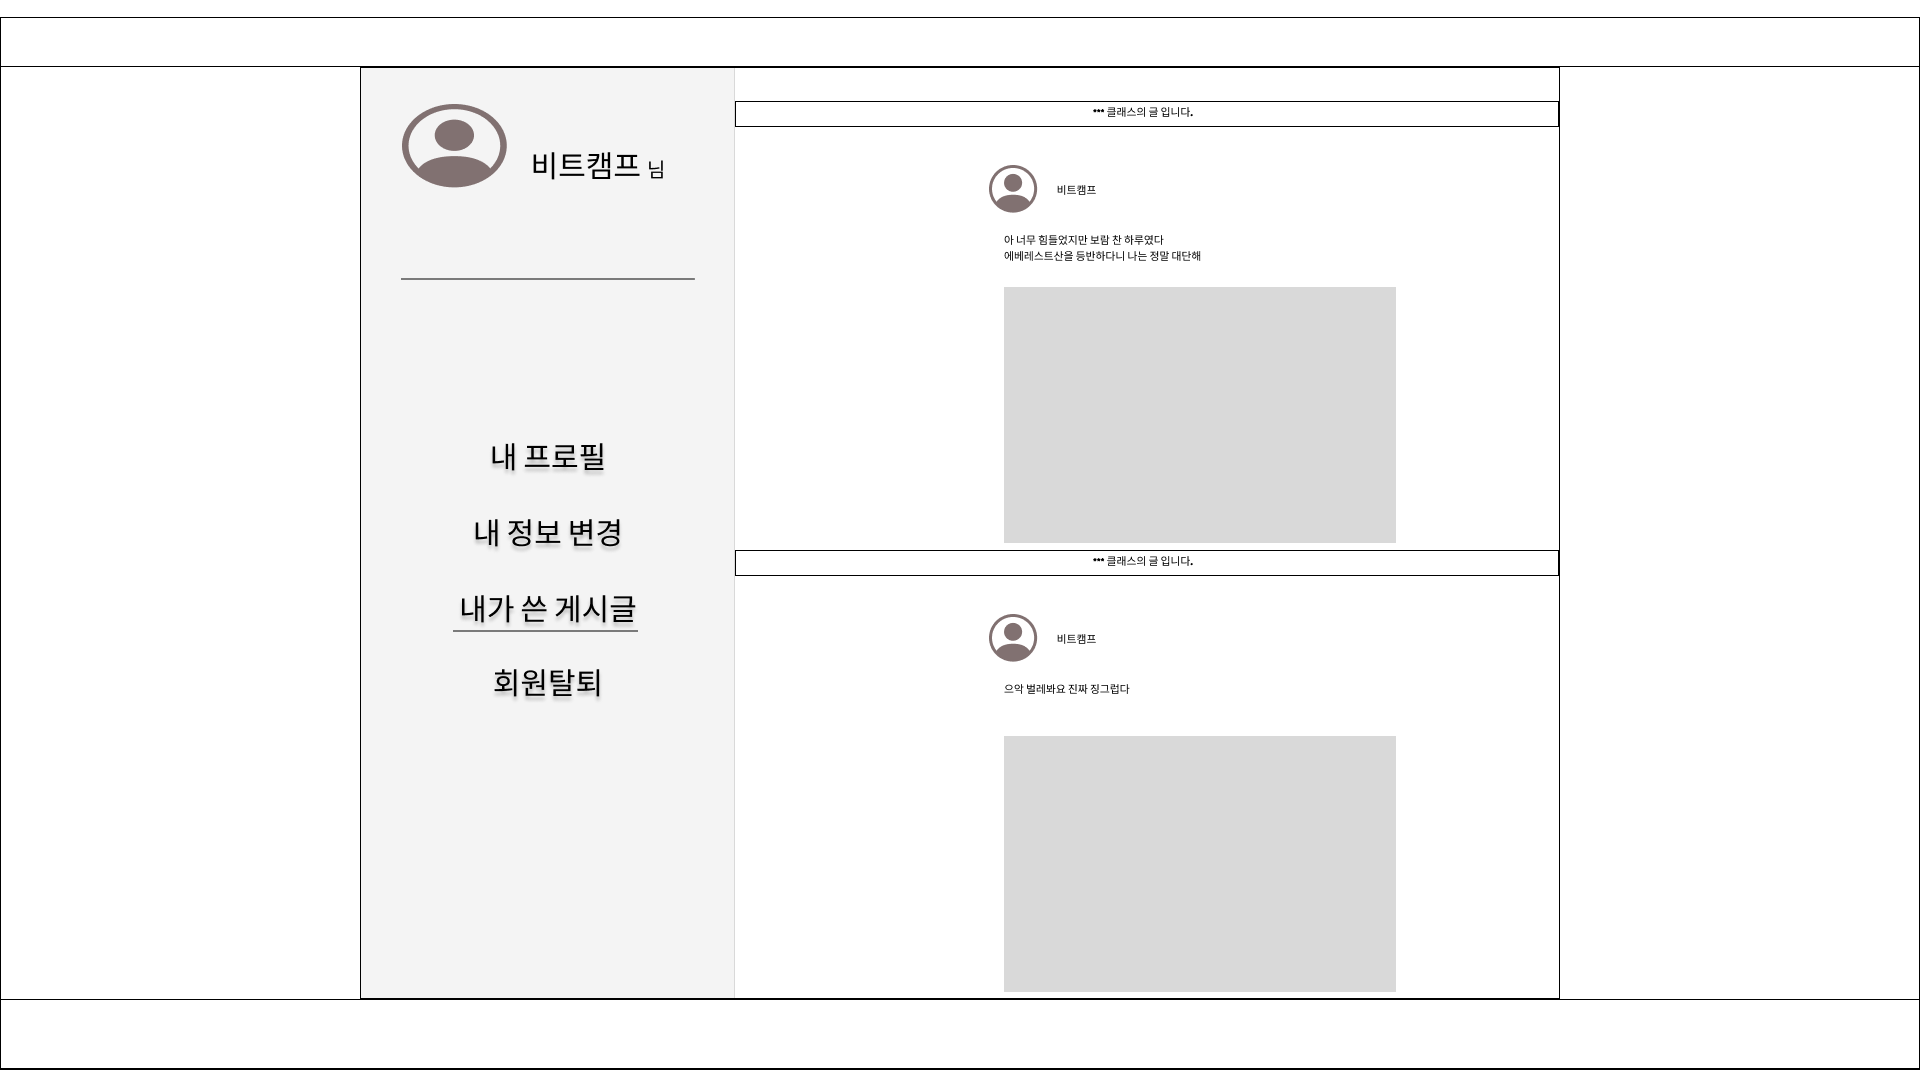 비트캠프 님
내 프로필
내 정보 변경
내가 쓴 게시글
회원탈퇴
*** 클래스의 글 입니다.
비트캠프
아 너무 힘들었지만 보람 찬 하루였다
에베레스트산을 등반하다니 나는 정말 대단해
*** 클래스의 글 입니다.
비트캠프
으악 벌레봐요 진짜 징그럽다